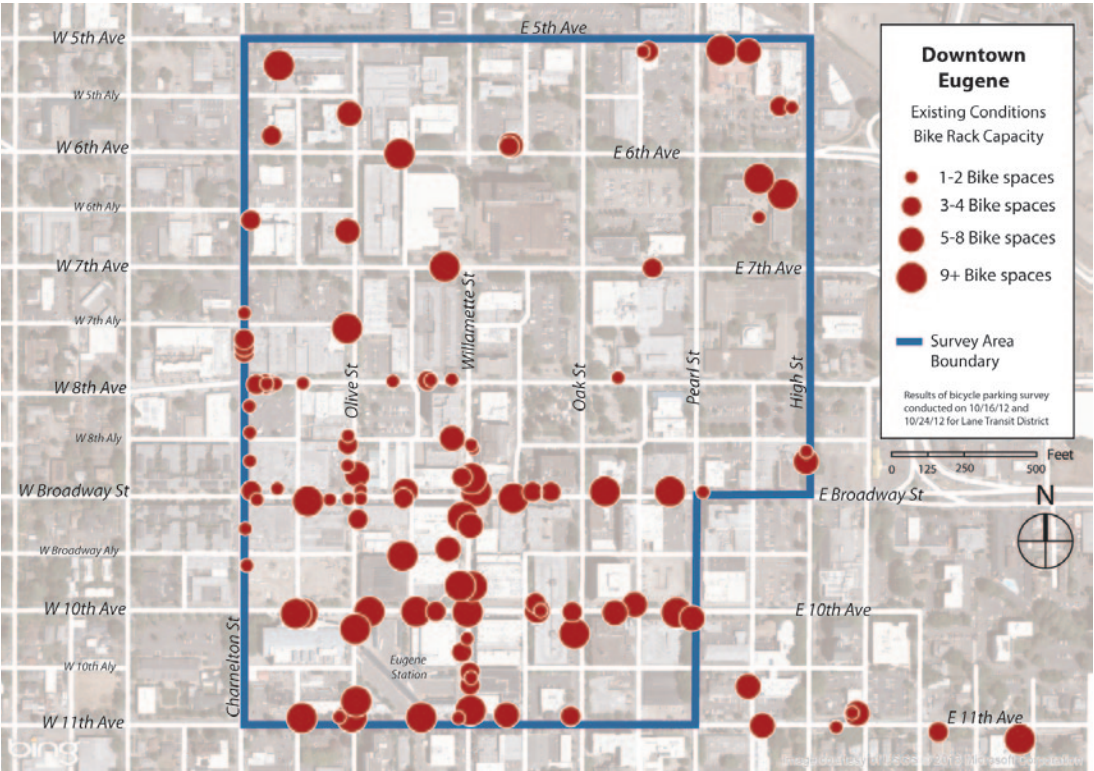 W 5th Ave
E 5th Ave
W 5th Aly
W 6th Ave
E 6th Ave
W 6th Aly
W 7th Ave
E 7th Ave
W 7th Aly
W 8th Ave
W 8th Aly
W Broadway St
E Broadway St
W Broadway Aly
W 10th Ave
E 10th Ave
W 10th Aly
W 11th Ave
E 11th Ave
Charnelton St
Olive St
Willamette St
Oak St
Pearl St
High St
Eugene
Station
Downtown
Eugene
Existing Conditions
Bike Rack Capacity
1-2 Bike spaces
3-4 Bike spaces
5-8 Bike spaces
9+ Bike spaces
Survey Area
Boundary
Results of bicycle parking survey
conducted on 10/16/12 and
10/24/12 for Lane Transit District
Feet
0 125 250 500
N
bing